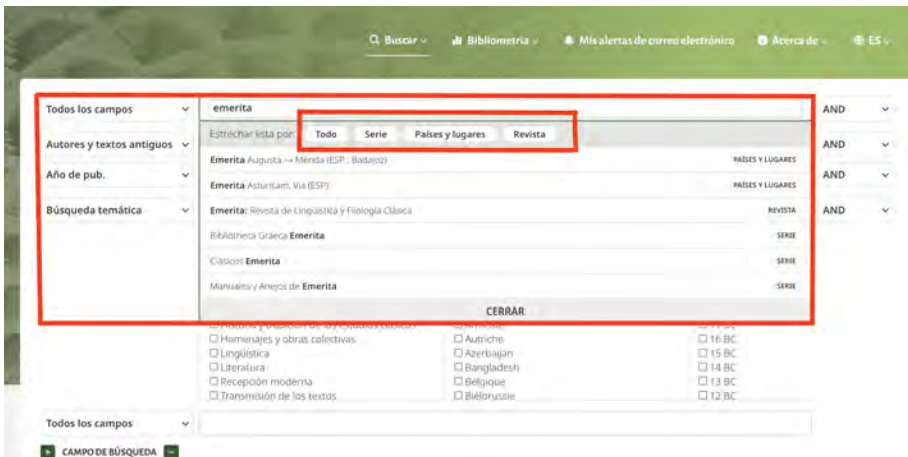 Buscar Bibliometría Mis alertas de correo electrónico Acerca de ES
Todos los campos emerita AND
Estrechar lista por: Todo Serie Países y lugares Revista
Autores y textos antiguos AND
Emerita Augusta → Mérida (ESP ; Badajoz) PAÍSES Y LUGARES
Año de pub. AND
Emerita Asturicam, Via (ESP) PAÍSES Y LUGARES
Búsqueda temática Emerita: Revista de Lingüística y Filología Clásica REVISTA AND
Bibliotheca Graeca Emerita SERIE
Clásicos Emerita SERIE
Manuales y Anejos de Emerita SERIE
CERRAR
Homenajes y obras colectivas Autriche 16 BC
Lingüística Azerbaijan 15 BC
Literatura Bangladesh 14 BC
Recepción moderna Belgique 13 BC
Transmisión de los textos Biélorussie 12 BC
Todos los campos
+ CAMPO DE BÚSQUEDA −